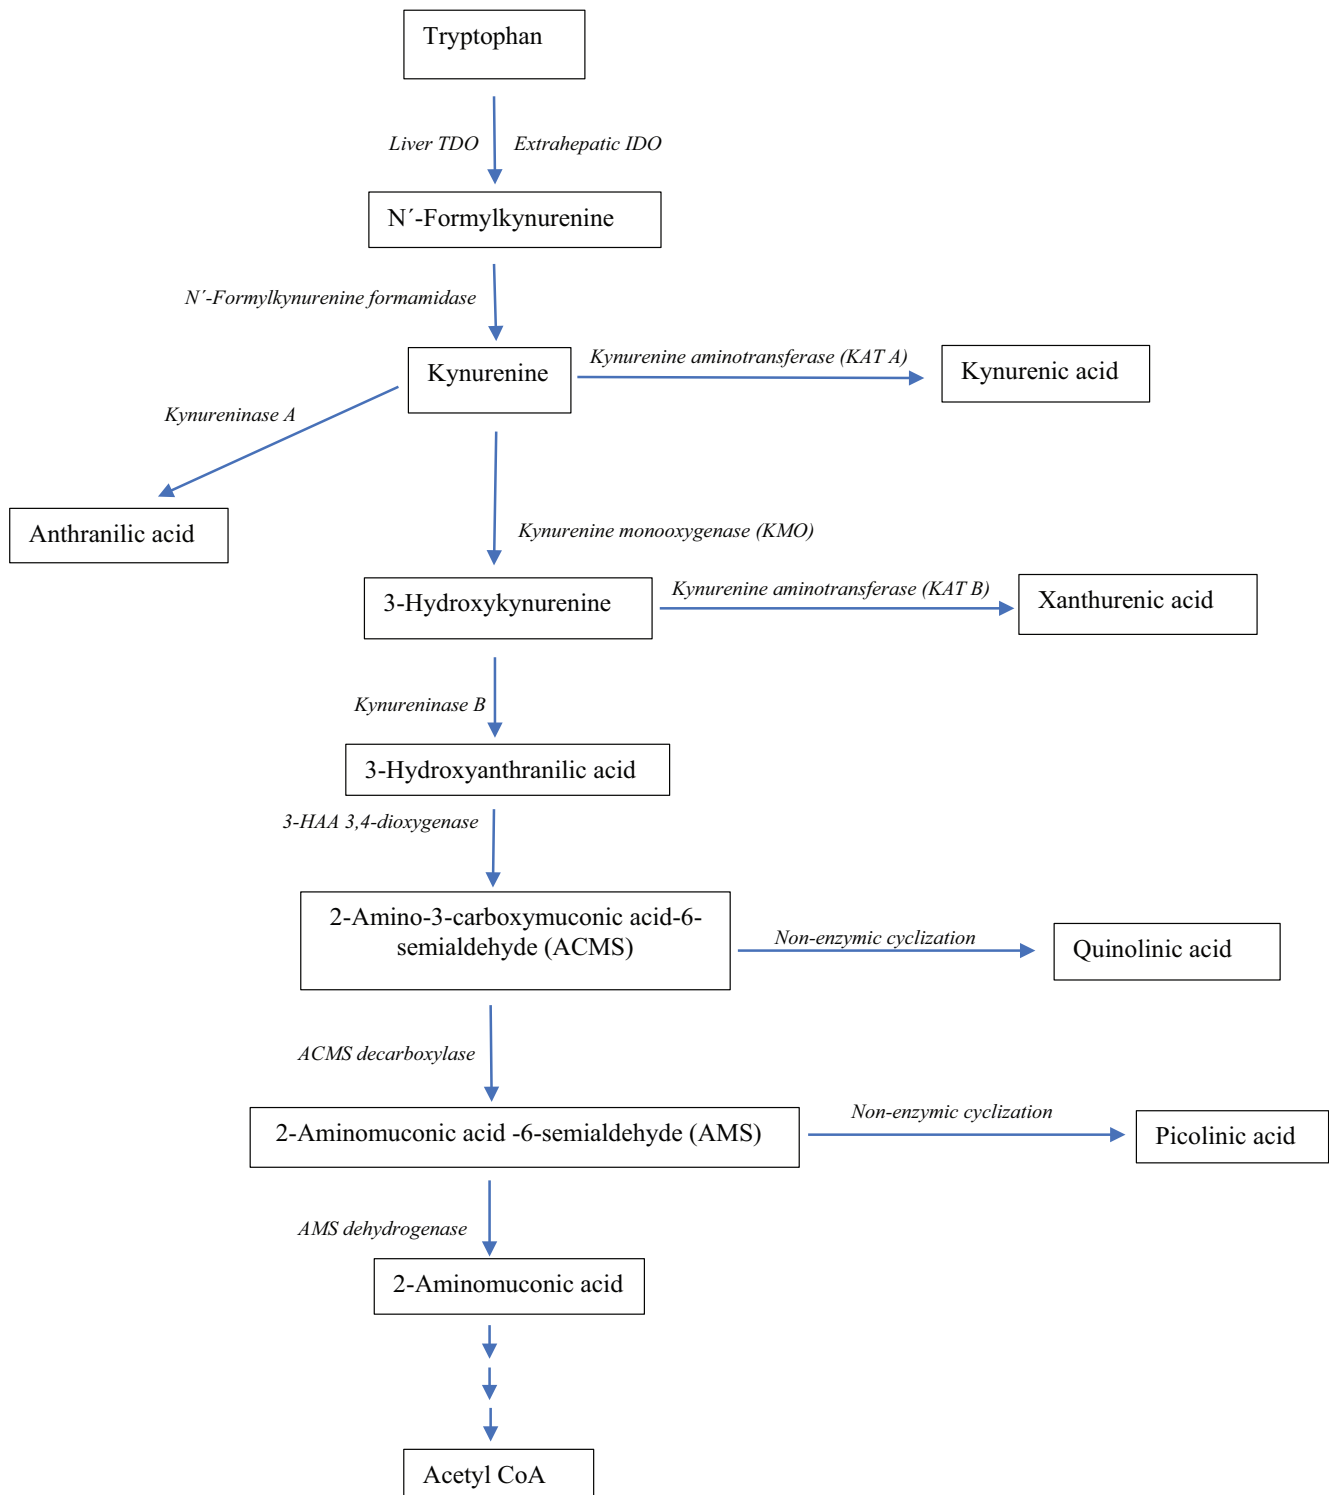 Tryptophan
Liver TDO
Extrahepatic IDO
N´-Formylkynurenine
N´-Formylkynurenine formamidase
Kynurenine
Kynurenine aminotransferase (KAT A)
Kynurenic acid
Kynureninase A
Anthranilic acid
Kynurenine monooxygenase (KMO)
3-Hydroxykynurenine
Kynurenine aminotransferase (KAT B)
Xanthurenic acid
Kynureninase B
3-Hydroxyanthranilic acid
3-HAA 3,4-dioxygenase
2-Amino-3-carboxymuconic acid-6-
semialdehyde (ACMS)
Non-enzymic cyclization
Quinolinic acid
ACMS decarboxylase
2-Aminomuconic acid -6-semialdehyde (AMS)
Non-enzymic cyclization
Picolinic acid
AMS dehydrogenase
2-Aminomuconic acid
Acetyl CoA